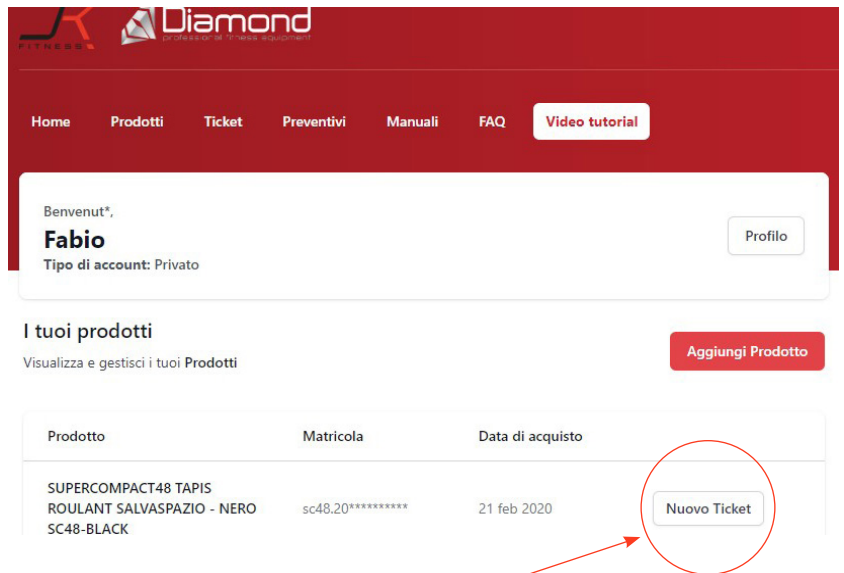 JK
FITNESS
Diamond
professional fitness equipment
Home Prodotti Ticket Preventivi Manuali FAQ Video tutorial
Benvenut*,
Fabio
Tipo di account: Privato
Profilo
I tuoi prodotti
Visualizza e gestisci i tuoi Prodotti
Aggiungi Prodotto
Prodotto Matricola Data di acquisto
SUPERCOMPACT48 TAPIS
ROULANT SALVASPAZIO - NERO
SC48-BLACK
sc48.20**********
21 feb 2020
Nuovo Ticket